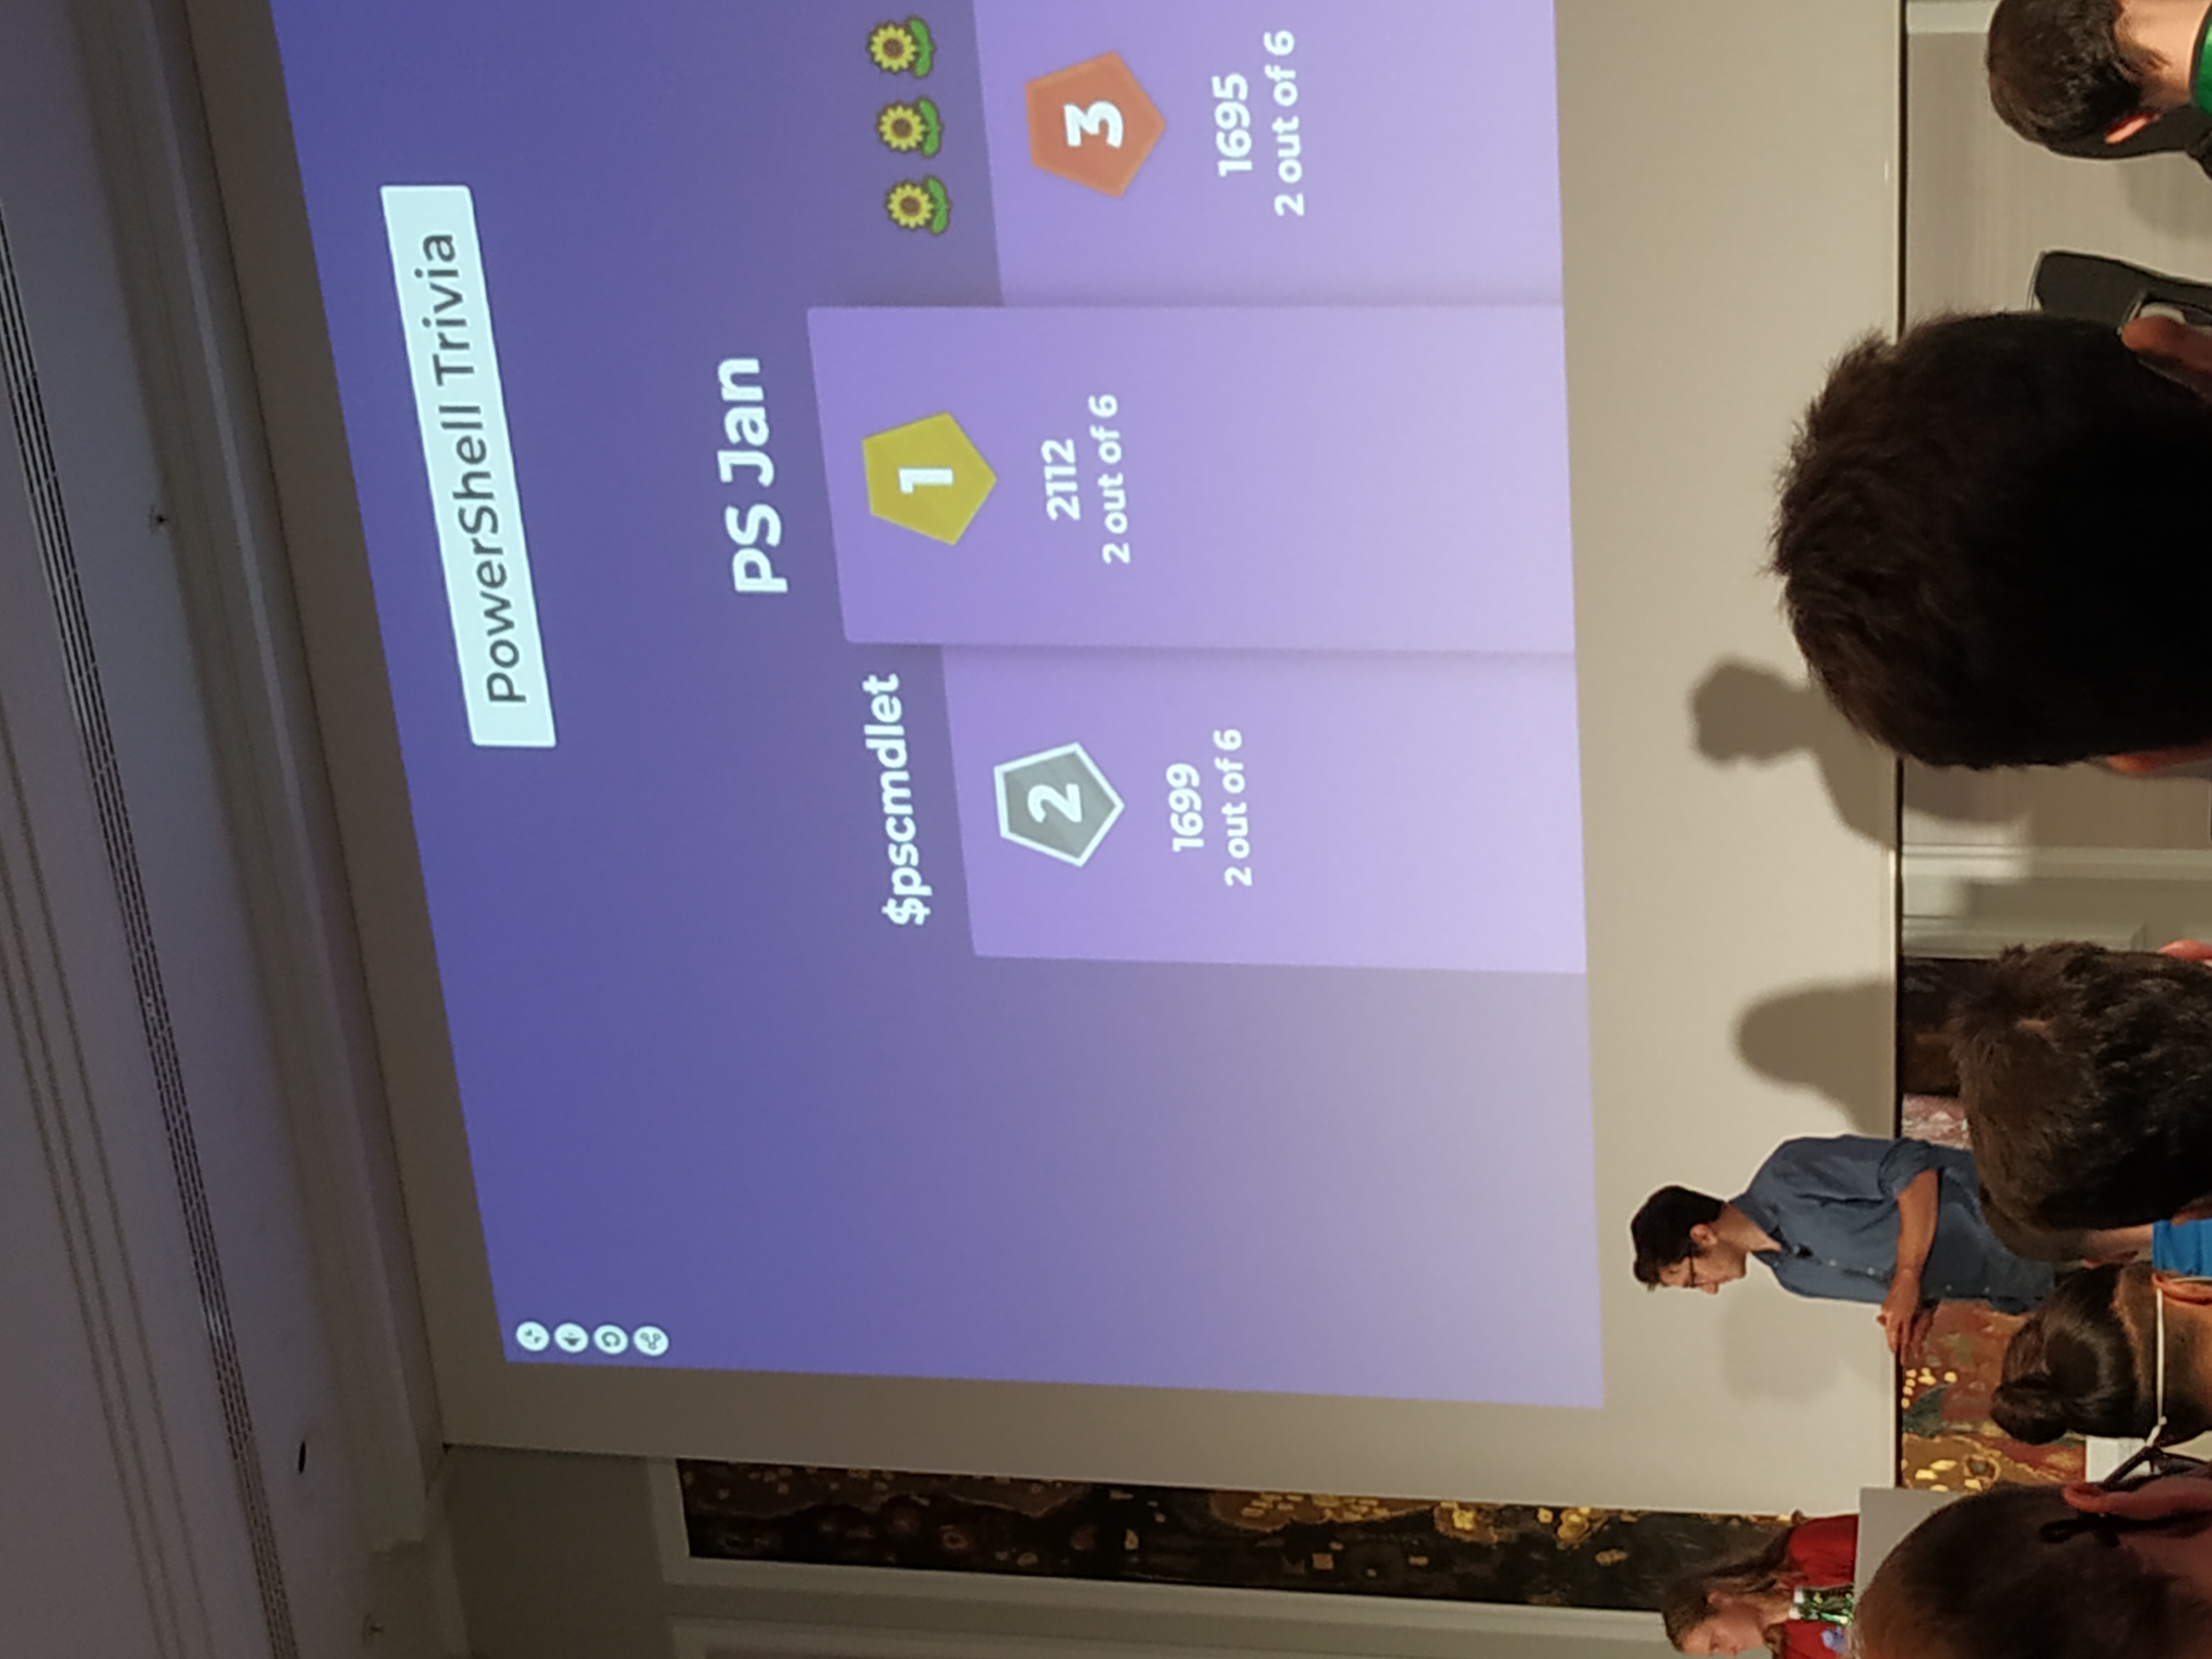 PowerShell Trivia
PS Jan
$pscmdlet
🌻 🌻 🌻
1
2112
2 out of 6
2
1699
2 out of 6
3
1695
2 out of 6